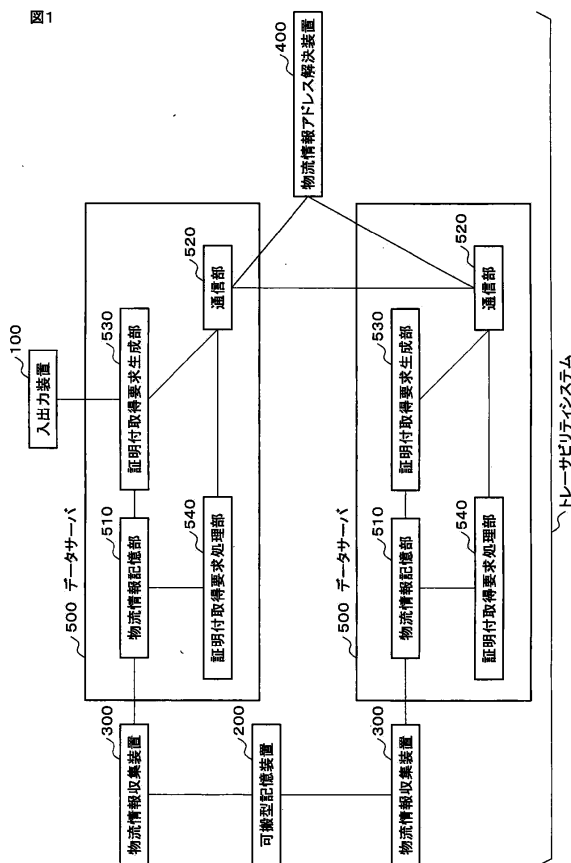 図1
100
入出力装置
400
物流情報アドレス解決装置
500 データサーバ
510
物流情報記憶部
530
証明付取得要求生成部
520
通信部
540
証明付取得要求処理部
300
物流情報収集装置
200
可搬型記憶装置
300
物流情報収集装置
500 データサーバ
510
物流情報記憶部
530
証明付取得要求生成部
520
通信部
540
証明付取得要求処理部
トレーサビリティシステム